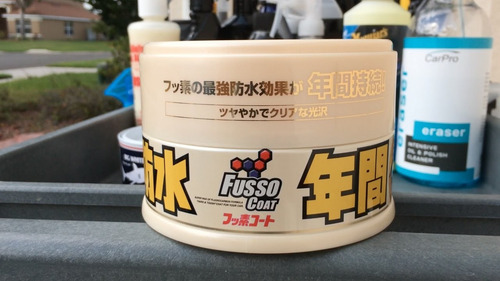 フッ素の最強防水効果が 年間持続!!
ツヤやかでクリアな光沢
防水
FUSSO
COAT
フッ素コート
年間
CarPro
eraser
eraser
INTENSIVE
OIL & POLISH
CLEANER